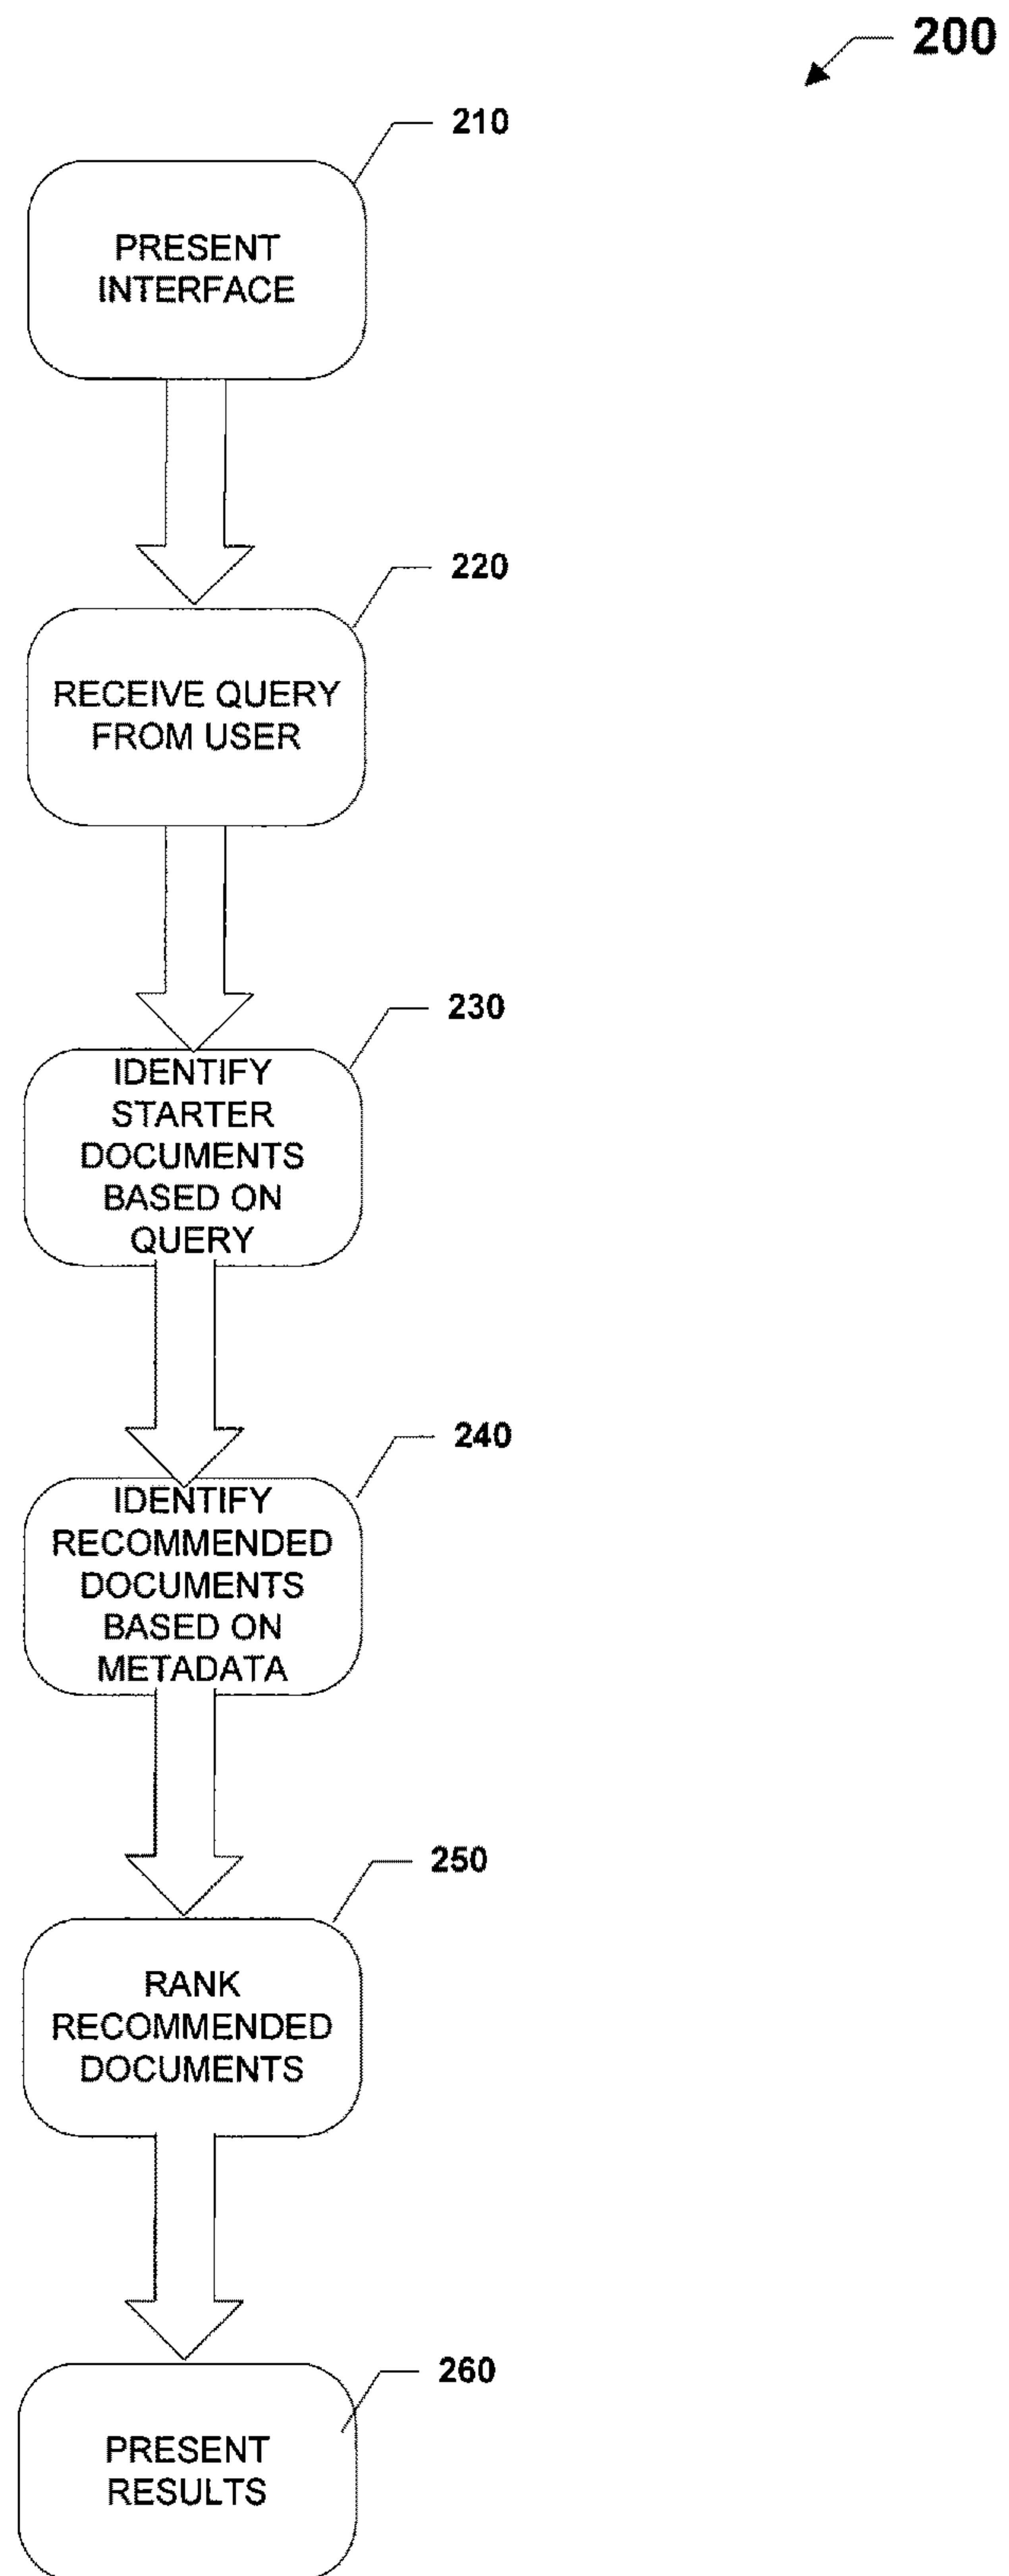 200
210
PRESENT
INTERFACE
220
RECEIVE QUERY
FROM USER
230
IDENTIFY
STARTER
DOCUMENTS
BASED ON
QUERY
240
IDENTIFY
RECOMMENDED
DOCUMENTS
BASED ON
METADATA
250
RANK
RECOMMENDED
DOCUMENTS
260
PRESENT
RESULTS